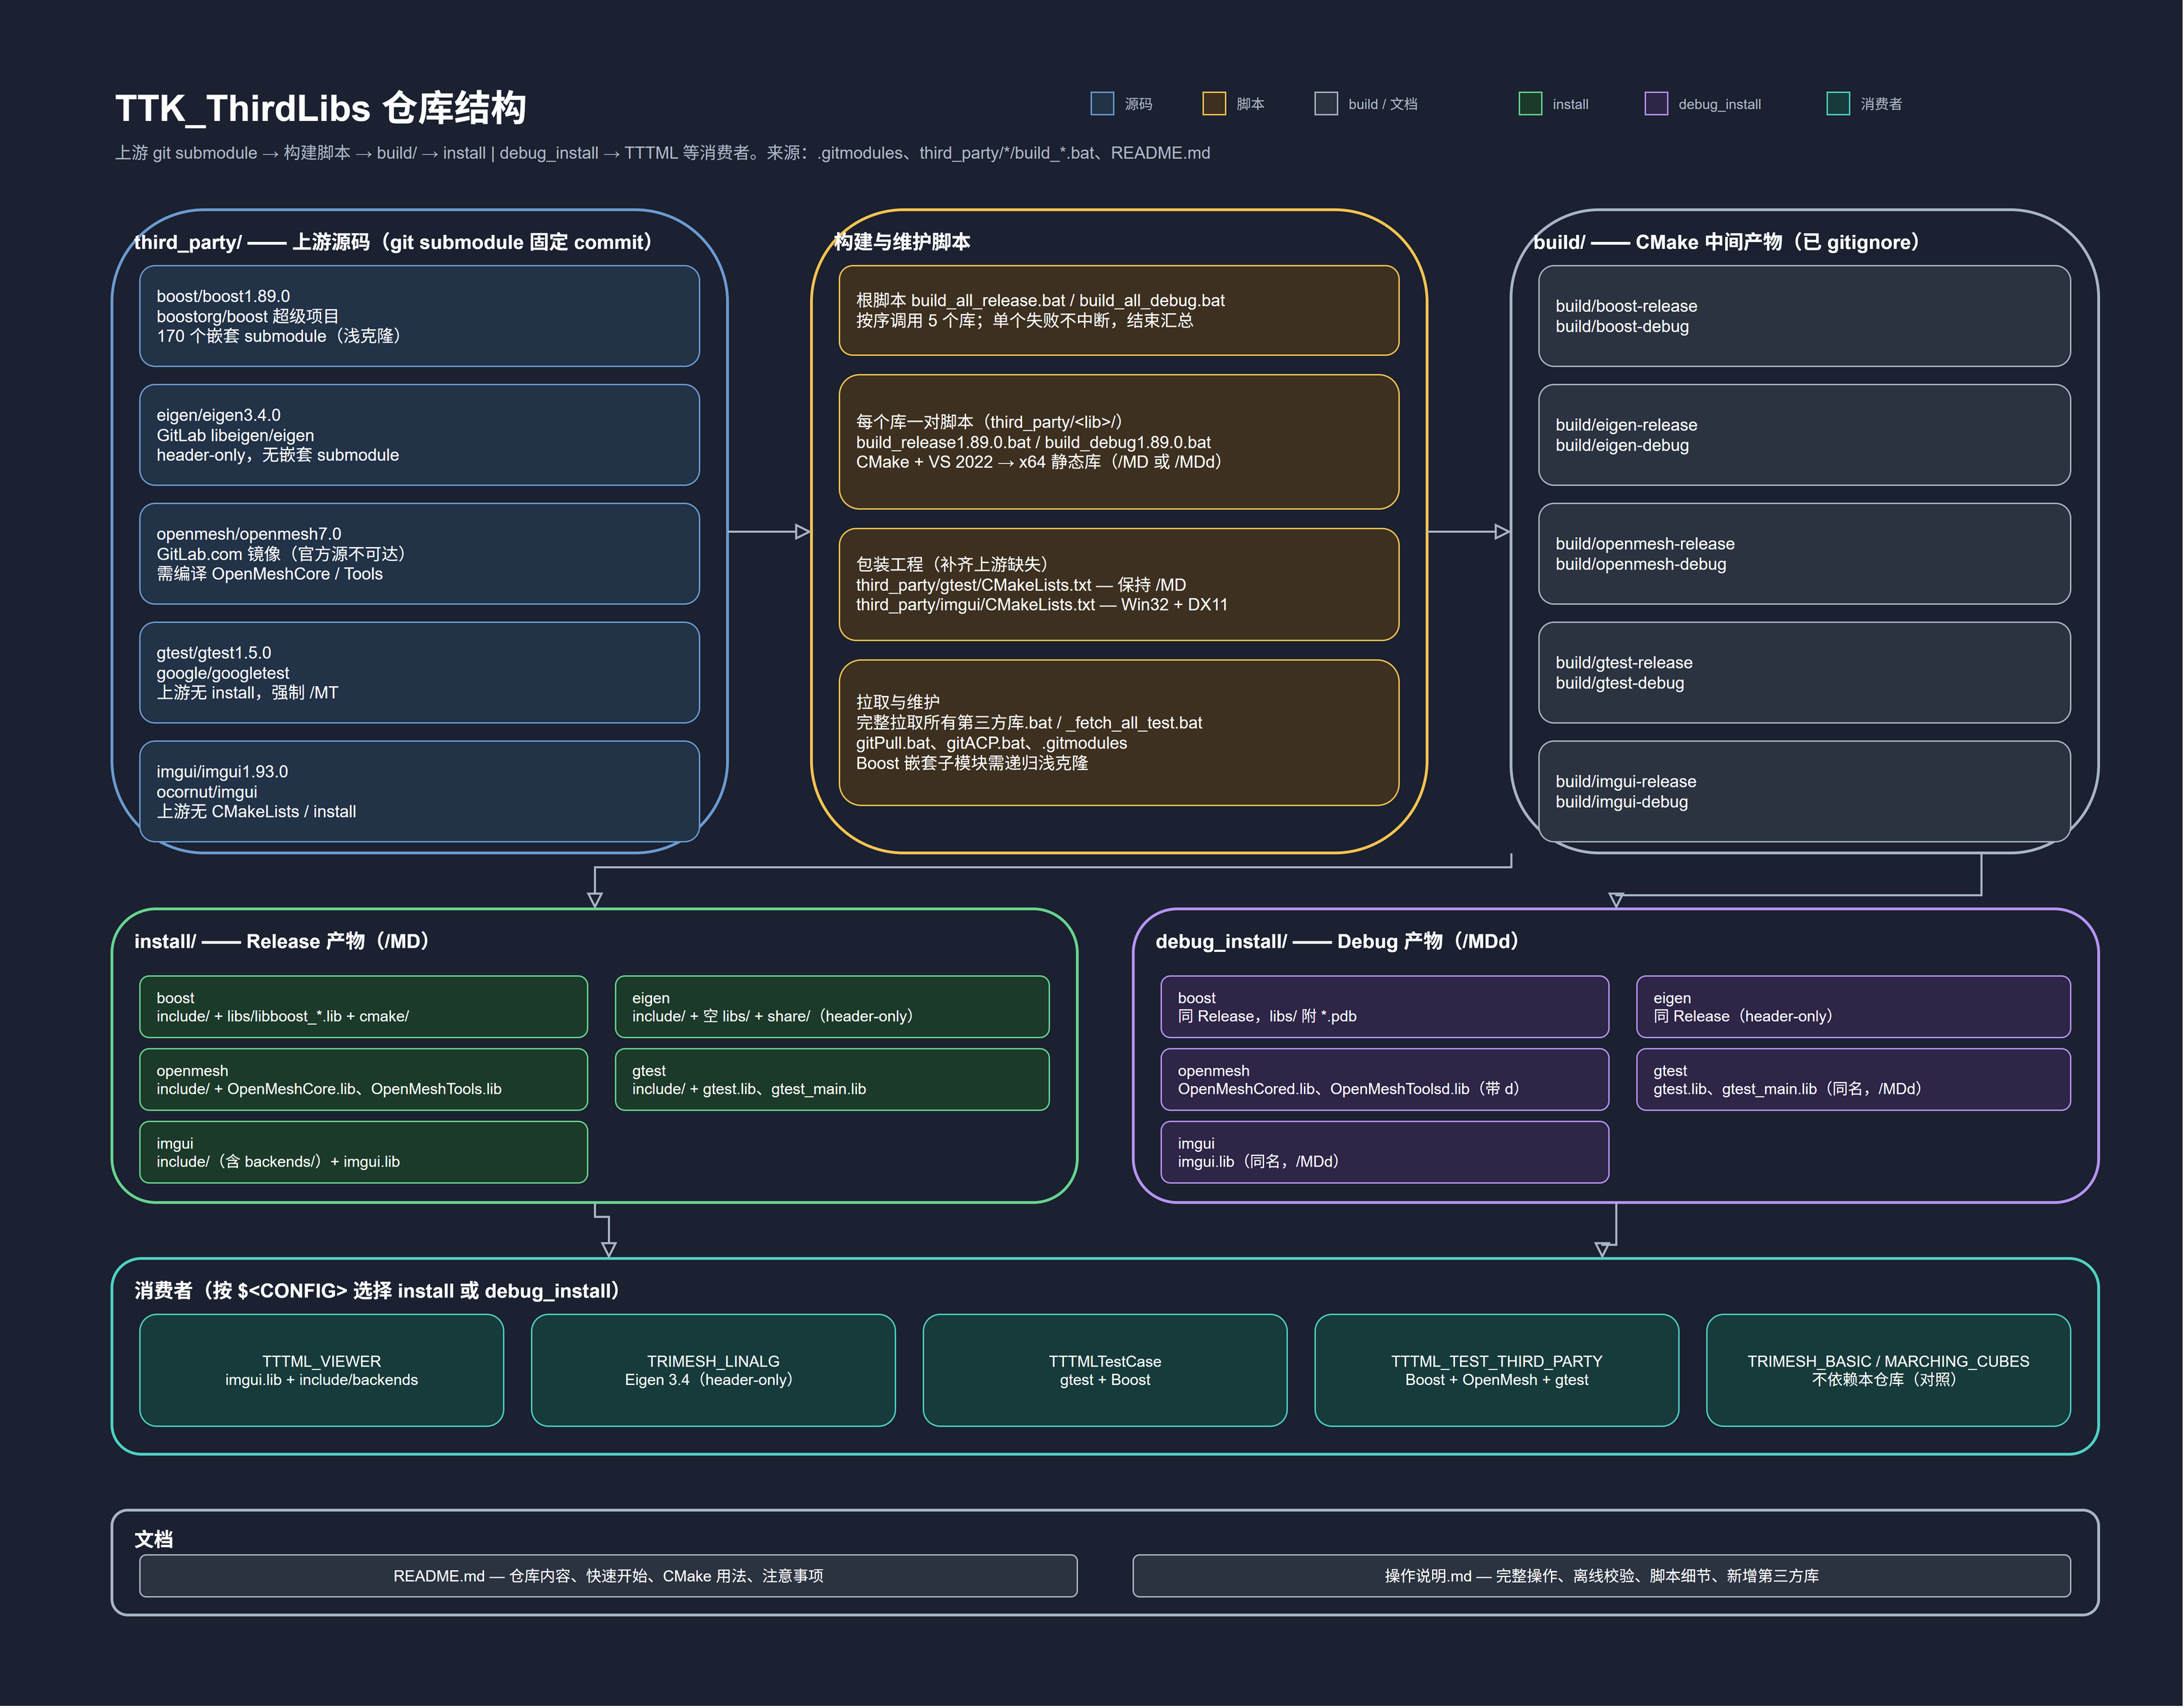 TTK_ThirdLibs 仓库结构
源码
脚本
build / 文档
install
debug_install
消费者
上游 git submodule → 构建脚本 → build/ → install | debug_install → TTTML 等消费者。来源：.gitmodules、third_party/*/build_*.bat、README.md
third_party/ —— 上游源码（git submodule 固定 commit）
boost/boost1.89.0
boostorg/boost 超级项目
170 个嵌套 submodule（浅克隆）
eigen/eigen3.4.0
GitLab libeigen/eigen
header-only，无嵌套 submodule
openmesh/openmesh7.0
GitLab.com 镜像（官方源不可达）
需编译 OpenMeshCore / Tools
gtest/gtest1.5.0
google/googletest
上游无 install，强制 /MT
imgui/imgui1.93.0
ocornut/imgui
上游无 CMakeLists / install
构建与维护脚本
根脚本 build_all_release.bat / build_all_debug.bat
按序调用 5 个库；单个失败不中断，结束汇总
每个库一对脚本（third_party/<lib>/）
build_release1.89.0.bat / build_debug1.89.0.bat
CMake + VS 2022 → x64 静态库（/MD 或 /MDd）
包装工程（补齐上游缺失）
third_party/gtest/CMakeLists.txt — 保持 /MD
third_party/imgui/CMakeLists.txt — Win32 + DX11
拉取与维护
完整拉取所有第三方库.bat / _fetch_all_test.bat
gitPull.bat、gitACP.bat、.gitmodules
Boost 嵌套子模块需递归浅克隆
build/ —— CMake 中间产物（已 gitignore）
build/boost-release
build/boost-debug
build/eigen-release
build/eigen-debug
build/openmesh-release
build/openmesh-debug
build/gtest-release
build/gtest-debug
build/imgui-release
build/imgui-debug
install/ —— Release 产物（/MD）
boost
include/ + libs/libboost_*.lib + cmake/
eigen
include/ + 空 libs/ + share/（header-only）
openmesh
include/ + OpenMeshCore.lib、OpenMeshTools.lib
gtest
include/ + gtest.lib、gtest_main.lib
imgui
include/（含 backends/）+ imgui.lib
debug_install/ —— Debug 产物（/MDd）
boost
同 Release，libs/ 附 *.pdb
eigen
同 Release（header-only）
openmesh
OpenMeshCored.lib、OpenMeshToolsd.lib（带 d）
gtest
gtest.lib、gtest_main.lib（同名，/MDd）
imgui
imgui.lib（同名，/MDd）
消费者（按 $<CONFIG> 选择 install 或 debug_install）
TTTML_VIEWER
imgui.lib + include/backends
TRIMESH_LINALG
Eigen 3.4（header-only）
TTTMLTestCase
gtest + Boost
TTTML_TEST_THIRD_PARTY
Boost + OpenMesh + gtest
TRIMESH_BASIC / MARCHING_CUBES
不依赖本仓库（对照）
文档
README.md — 仓库内容、快速开始、CMake 用法、注意事项
操作说明.md — 完整操作、离线校验、脚本细节、新增第三方库